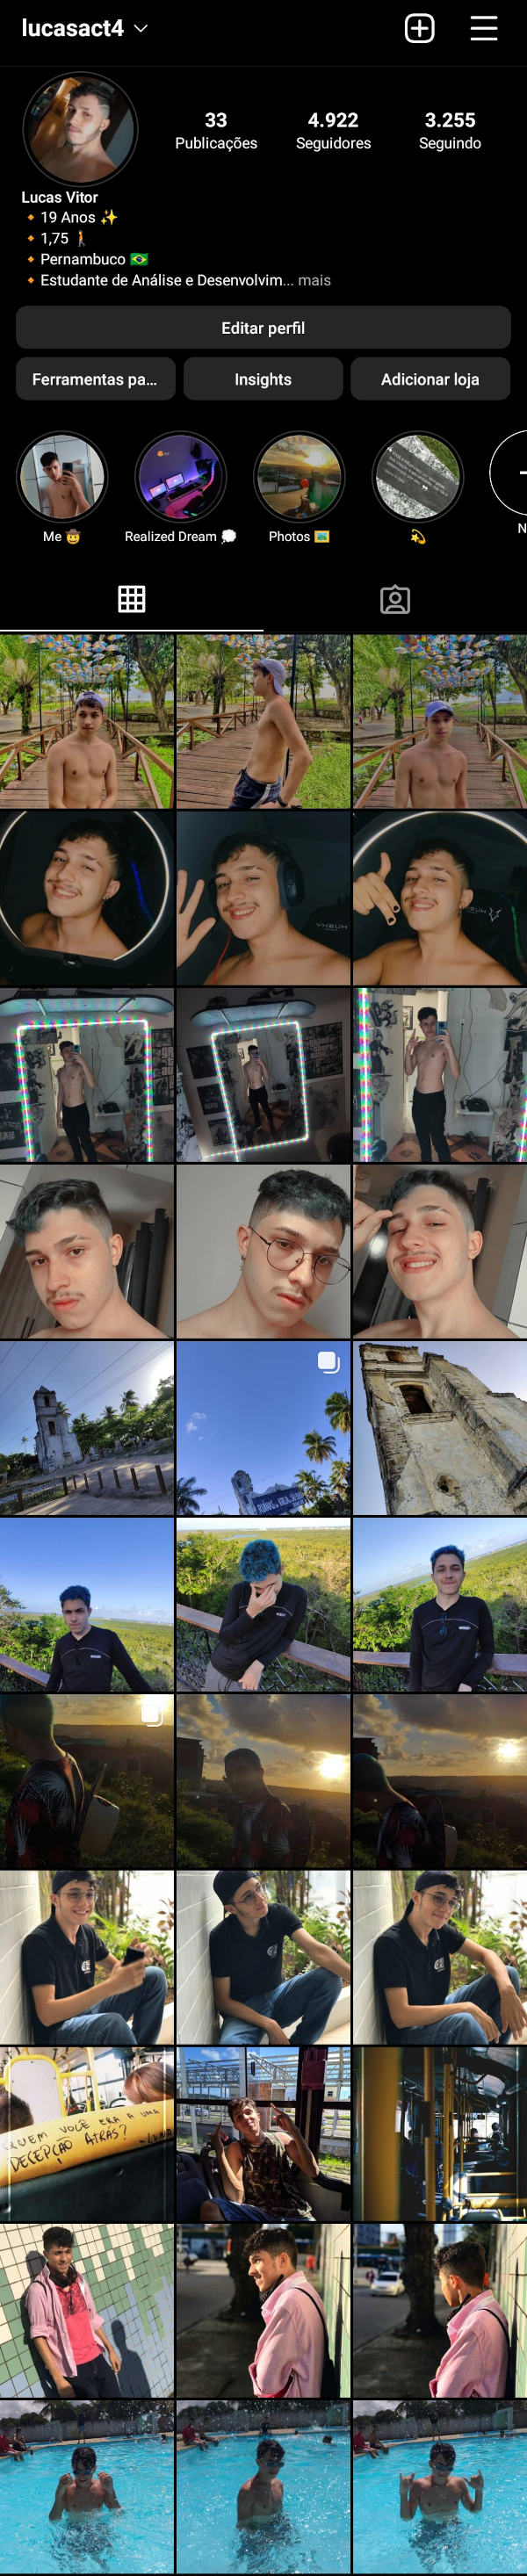 lucasact4
33
4.922
3.255
Publicações
Seguidores
Seguindo
Lucas Vitor
🔸 19 Anos ✨
🔸 1,75 🚶
🔸 Pernambuco 🇧🇷
🔸 Estudante de Análise e Desenvolvim... mais
Editar perfil
Ferramentas pa...
Insights
Adicionar loja
Me 🤠
Realized Dream 💭
Photos 🖼️
💫
N
QUEM VOCÊ ERA A UMA
DECEPÇÃO ATRÁS?